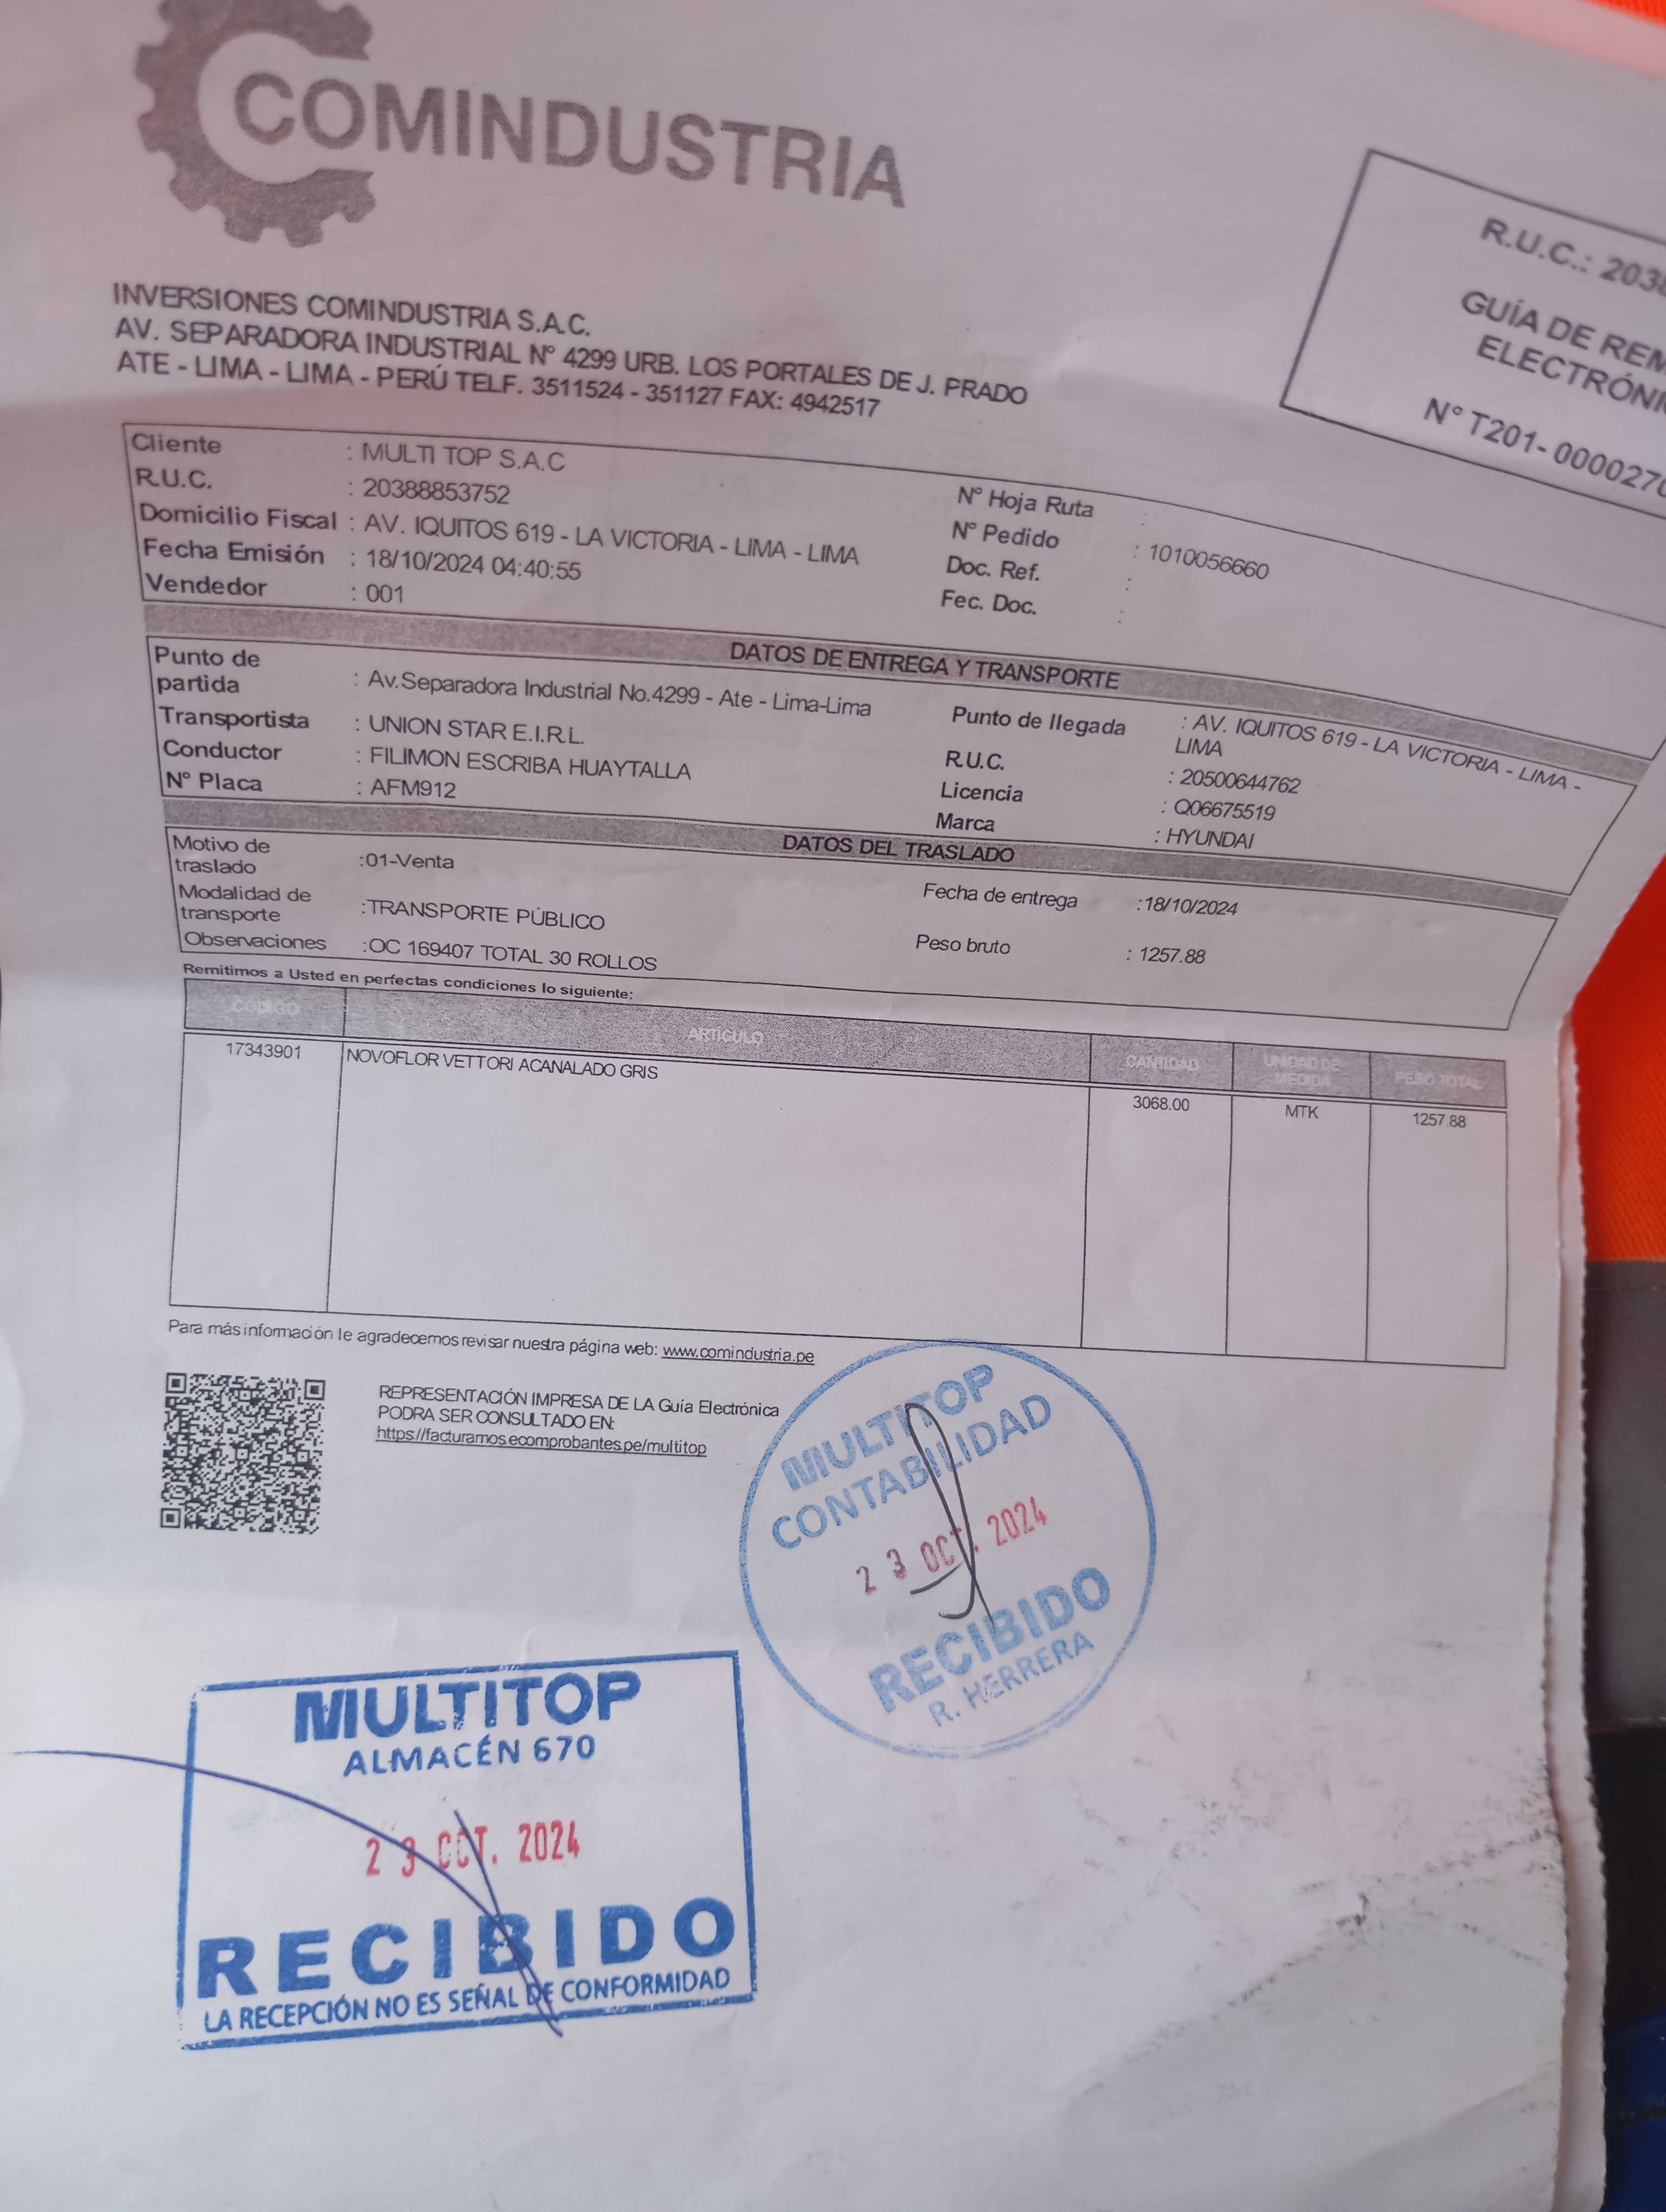 COMINDUSTRIA
R.U.C.: 203
GUÍA DE REM
ELECTRÓNI
N° T201- 0000270
INVERSIONES COMINDUSTRIA S.A.C.
AV. SEPARADORA INDUSTRIAL N° 4299 URB. LOS PORTALES DE J. PRADO
ATE - LIMA - LIMA - PERÚ TELF. 3511524 - 351127 FAX: 4942517
Cliente : MULTI TOP S.A.C
R.U.C. : 20388853752
Domicilio Fiscal : AV. IQUITOS 619 - LA VICTORIA - LIMA - LIMA
Fecha Emisión : 18/10/2024 04:40:55
Vendedor : 001
N° Hoja Ruta :
N° Pedido : 1010056660
Doc. Ref. :
Fec. Doc. :
DATOS DE ENTREGA Y TRANSPORTE
Punto de partida : Av.Separadora Industrial No.4299 - Ate - Lima-Lima
Transportista : UNION STAR E.I.R.L.
Conductor : FILIMON ESCRIBA HUAYTALLA
N° Placa : AFM912
Punto de llegada : AV. IQUITOS 619 - LA VICTORIA - LIMA -
LIMA
R.U.C. : 20500644762
Licencia : Q06675519
Marca : HYUNDAI
DATOS DEL TRASLADO
Motivo de traslado :01-Venta
Modalidad de transporte :TRANSPORTE PÚBLICO
Observaciones :OC 169407 TOTAL 30 ROLLOS
Fecha de entrega :18/10/2024
Peso bruto : 1257.88
Remitimos a Usted en perfectas condiciones lo siguiente:
CODIGO ARTICULO CANTIDAD UNIDAD DE MEDIDA PESO TOTAL
17343901 NOVOFLOR VETTORI ACANALADO GRIS 3068.00 MTK 1257.88
Para más información le agradecemos revisar nuestra página web: www.comindustria.pe
REPRESENTACIÓN IMPRESA DE LA Guía Electrónica
PODRA SER CONSULTADO EN:
https://facturamos.ecomprobantes.pe/multitop
MULTITOP
CONTABILIDAD
23 OCT. 2024
RECIBIDO
R. HERRERA
MULTITOP
ALMACÉN 670
23 OCT. 2024
RECIBIDO
LA RECEPCIÓN NO ES SEÑAL DE CONFORMIDAD